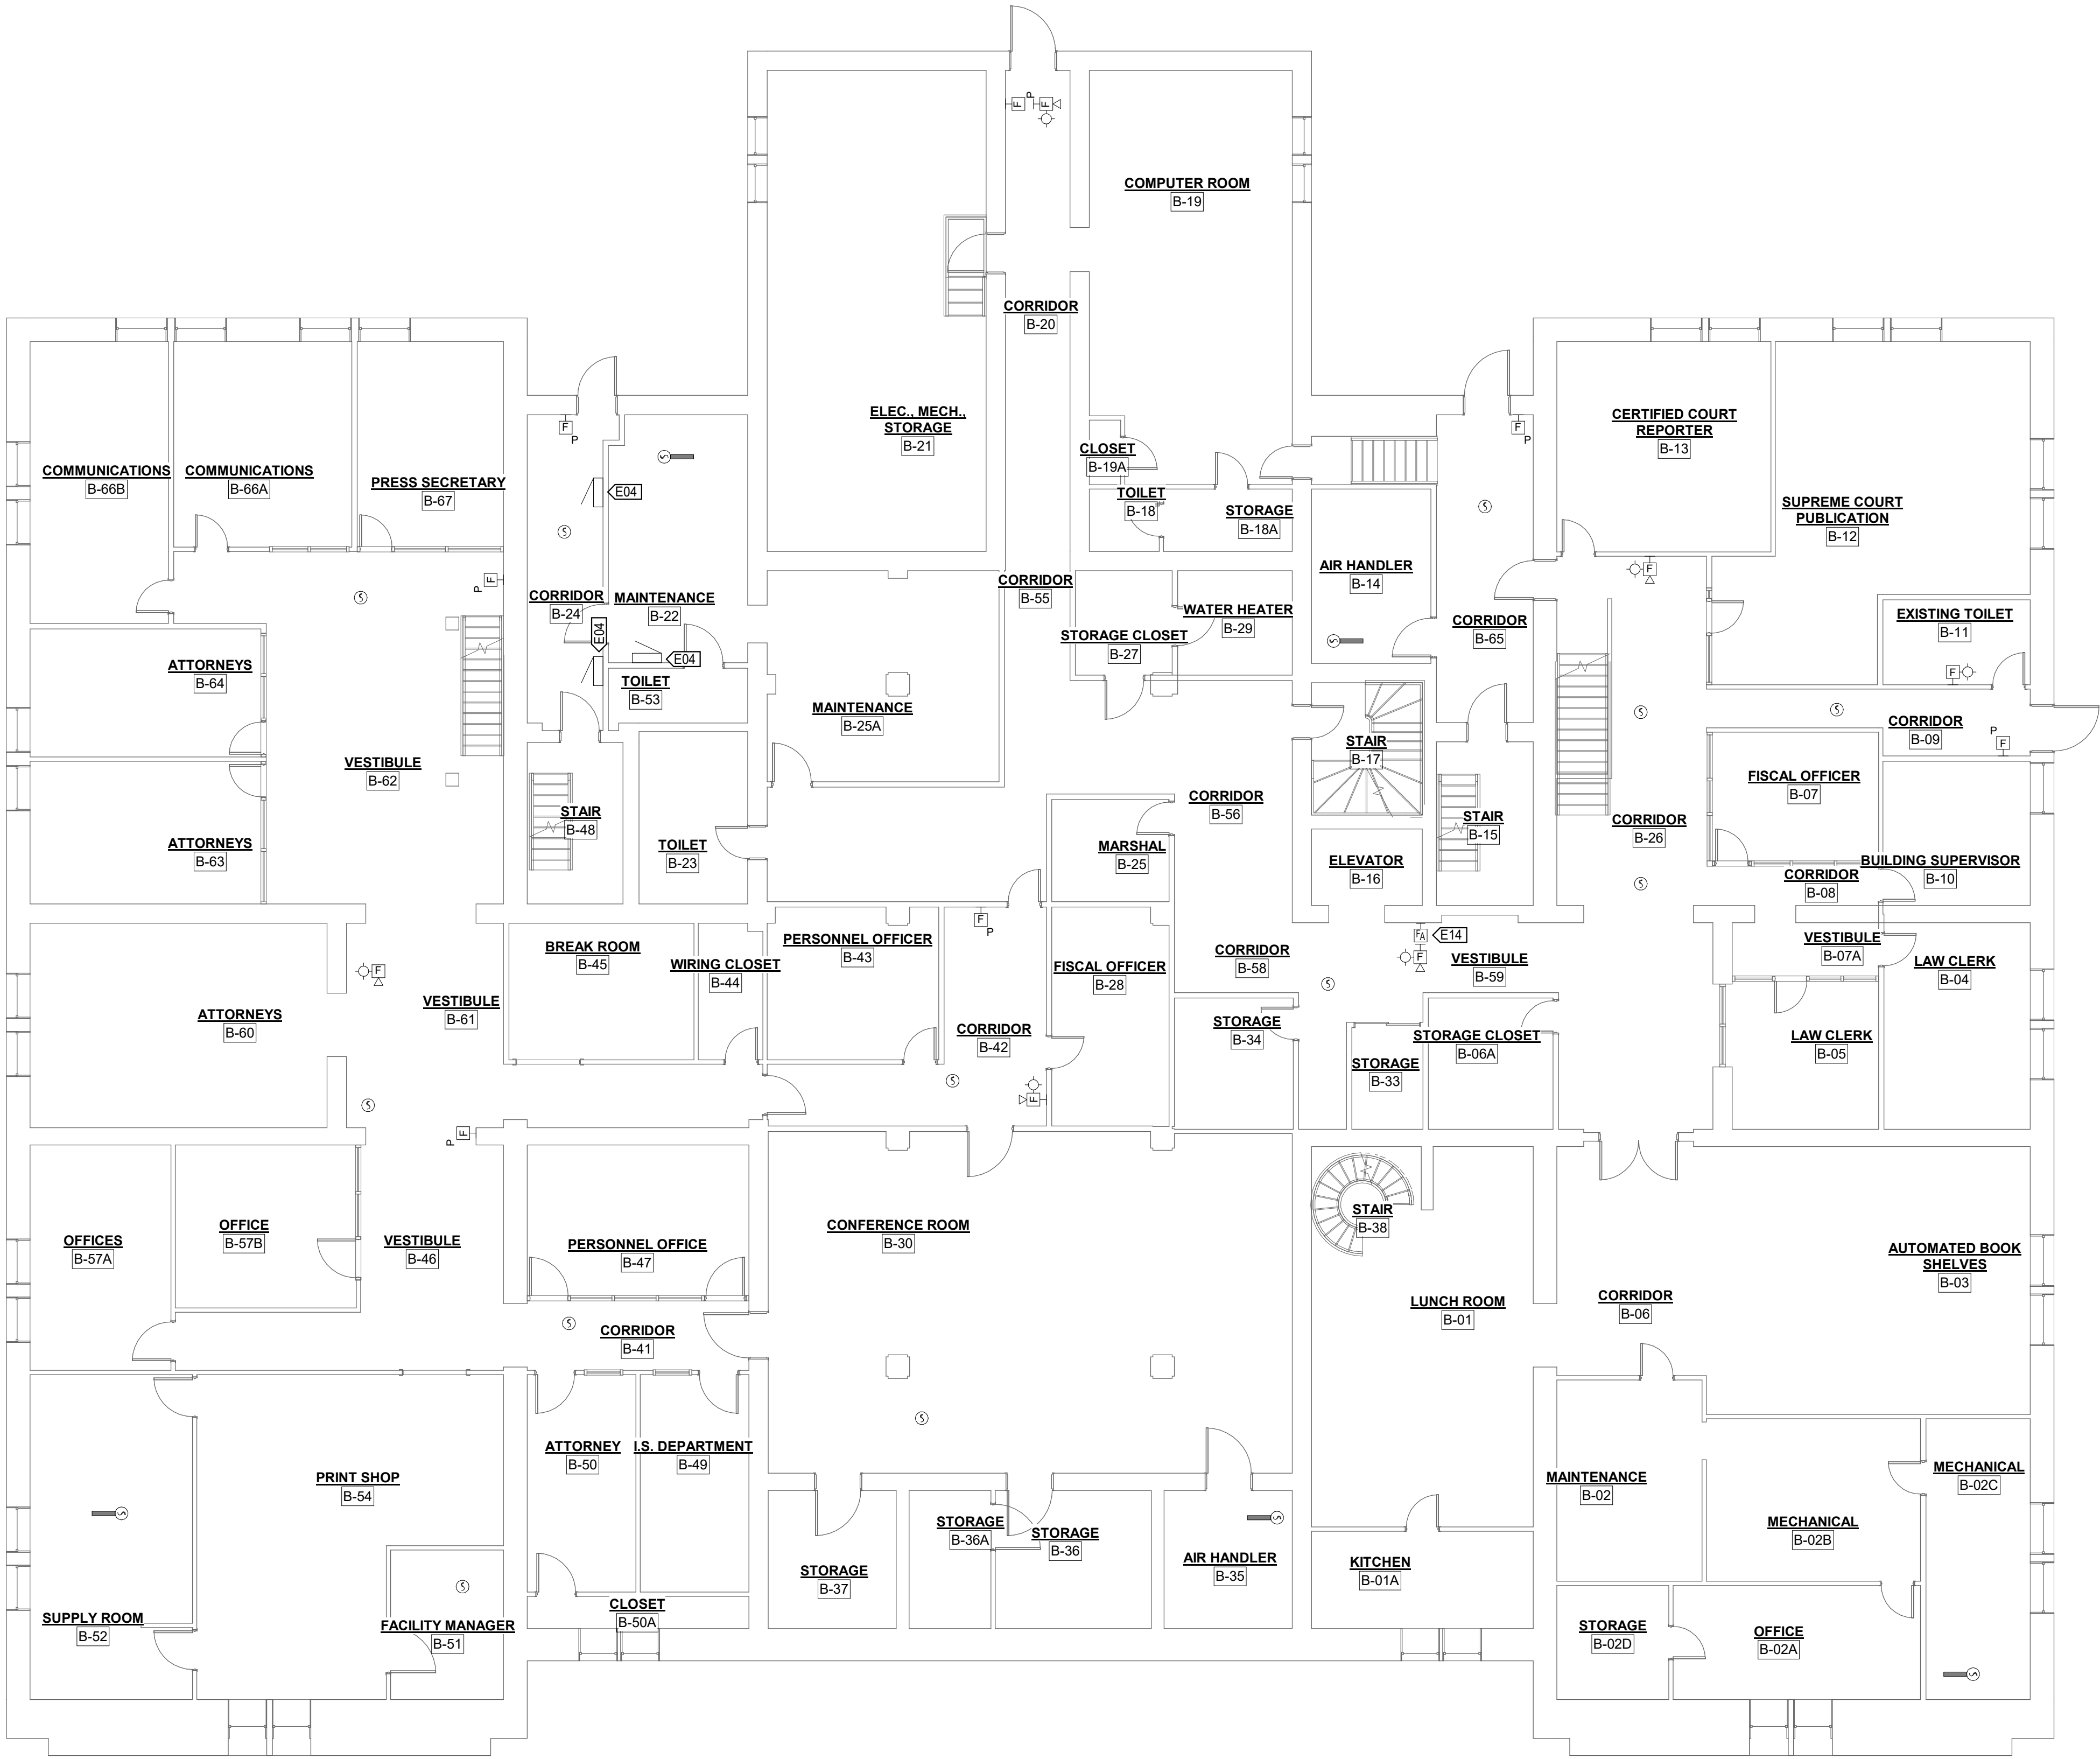 F
P
F
COMPUTER ROOM
B-19
CORRIDOR
B-20
ELEC., MECH.,
STORAGE
B-21
CERTIFIED COURT
REPORTER
B-13
F
P
F
P
CLOSET
B-19A
COMMUNICATIONS
B-66B
COMMUNICATIONS
B-66A
PRESS SECRETARY
B-67
S
E04
TOILET
B-18
STORAGE
B-18A
SUPREME COURT
PUBLICATION
B-12
S
S
AIR HANDLER
B-14
F
F
P
S
CORRIDOR
B-24
MAINTENANCE
B-22
CORRIDOR
B-55
WATER HEATER
B-29
STORAGE CLOSET
B-27
S
CORRIDOR
B-65
EXISTING TOILET
B-11
F
E04
E04
ATTORNEYS
B-64
TOILET
B-53
MAINTENANCE
B-25A
S
S
CORRIDOR
B-09
P
F
STAIR
B-17
VESTIBULE
B-62
FISCAL OFFICER
B-07
CORRIDOR
B-56
STAIR
B-48
STAIR
B-15
CORRIDOR
B-26
ATTORNEYS
B-63
TOILET
B-23
MARSHAL
B-25
ELEVATOR
B-16
BUILDING SUPERVISOR
B-10
CORRIDOR
B-08
S
F
P
FA
E14
F
BREAK ROOM
B-45
PERSONNEL OFFICER
B-43
WIRING CLOSET
B-44
FISCAL OFFICER
B-28
CORRIDOR
B-58
VESTIBULE
B-59
VESTIBULE
B-07A
LAW CLERK
B-04
F
S
ATTORNEYS
B-60
VESTIBULE
B-61
CORRIDOR
B-42
STORAGE
B-34
STORAGE CLOSET
B-06A
LAW CLERK
B-05
STORAGE
B-33
S
F
S
F
P
STAIR
B-38
OFFICES
B-57A
OFFICE
B-57B
VESTIBULE
B-46
PERSONNEL OFFICE
B-47
CONFERENCE ROOM
B-30
AUTOMATED BOOK
SHELVES
B-03
LUNCH ROOM
B-01
CORRIDOR
B-06
S
CORRIDOR
B-41
S
ATTORNEY
B-50
I.S. DEPARTMENT
B-49
PRINT SHOP
B-54
MAINTENANCE
B-02
MECHANICAL
B-02C
S
STORAGE
B-36A
STORAGE
B-36
S
MECHANICAL
B-02B
STORAGE
B-37
AIR HANDLER
B-35
KITCHEN
B-01A
S
SUPPLY ROOM
B-52
FACILITY MANAGER
B-51
CLOSET
B-50A
STORAGE
B-02D
OFFICE
B-02A
S